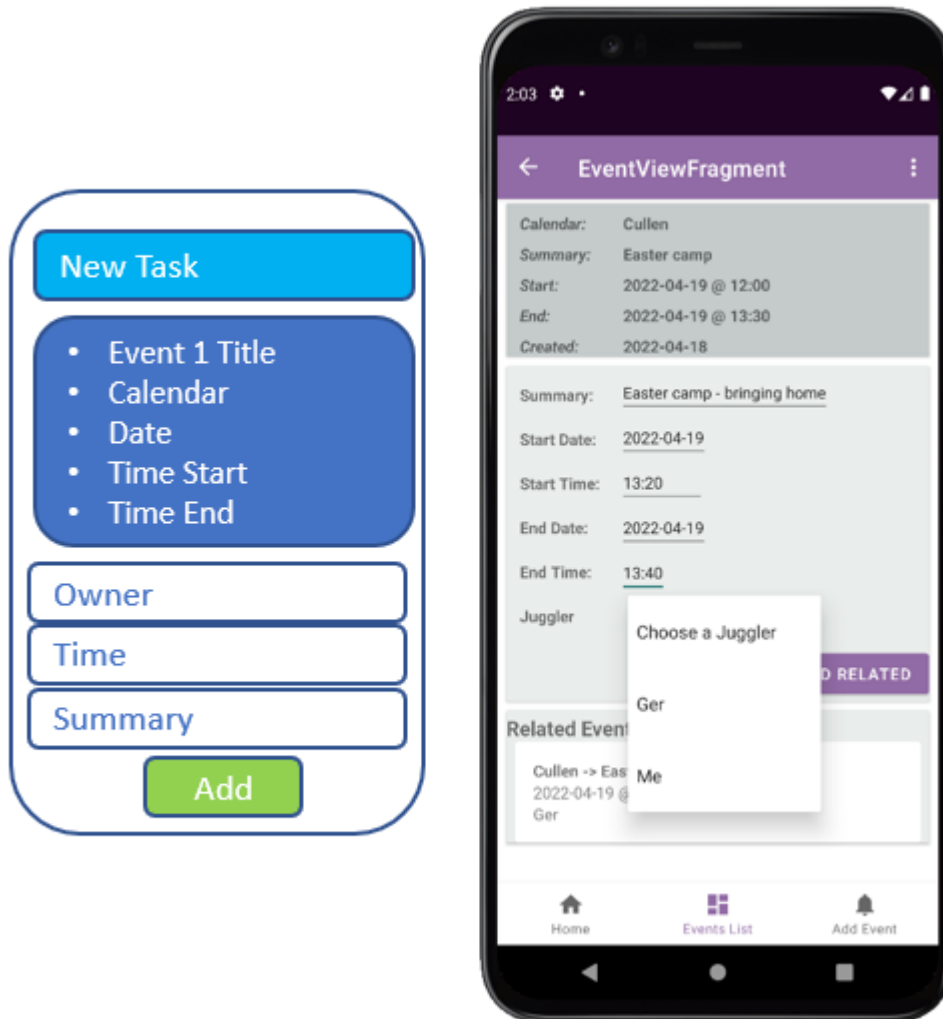 New Task
• Event 1 Title
• Calendar
• Date
• Time Start
• Time End
Owner
Time
Summary
Add
2:03
EventViewFragment
Calendar: Cullen
Summary: Easter camp
Start: 2022-04-19 @ 12:00
End: 2022-04-19 @ 13:30
Created: 2022-04-18
Summary: Easter camp - bringing home
Start Date: 2022-04-19
Start Time: 13:20
End Date: 2022-04-19
End Time: 13:40
Juggler
Choose a Juggler
Ger
Me
RELATED
Related
Cullen ->
2022-04-19 @
Ger
Home Events List Add Event